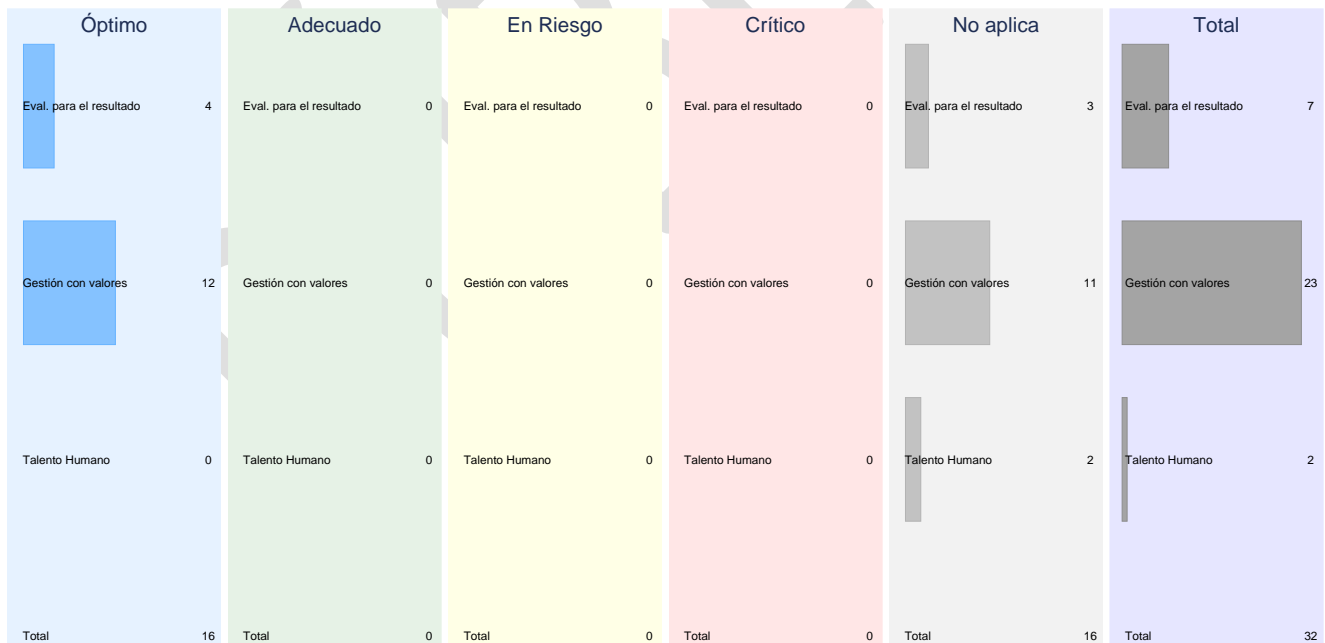 Óptimo Adecuado En Riesgo Crítico No aplica Total
Eval. para el resultado 4 Eval. para el resultado 0 Eval. para el resultado 0 Eval. para el resultado 0 Eval. para el resultado 3 Eval. para el resultado 7
Gestión con valores 12 Gestión con valores 0 Gestión con valores 0 Gestión con valores 0 Gestión con valores 11 Gestión con valores 23
Talento Humano 0 Talento Humano 0 Talento Humano 0 Talento Humano 0 Talento Humano 2 Talento Humano 2
Total 16 Total 0 Total 0 Total 0 Total 16 Total 32